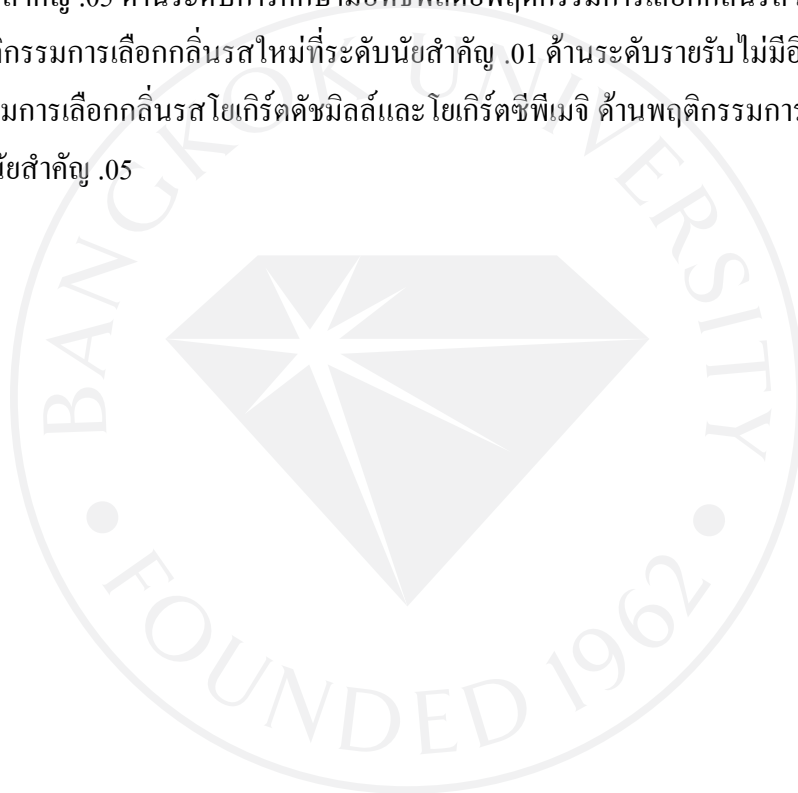 .05 ด้านระดับการศึกษามีอิทธิพลต่อพฤติกรรมการเลือกกลิ่นรส
ติกรรมการเลือกกลิ่นรสใหม่ที่ระดับนัยสำคัญ .01 ด้านระดับรายรับไม่มี
มการเลือกกลิ่นรสโยเกิร์ตดัชมิลล์และโยเกิร์ตซีพีเมจิ ด้านพฤติกรรมการ
นัยสำคัญ .05
BANGKOK UNIVERSITY
FOUNDED 1962